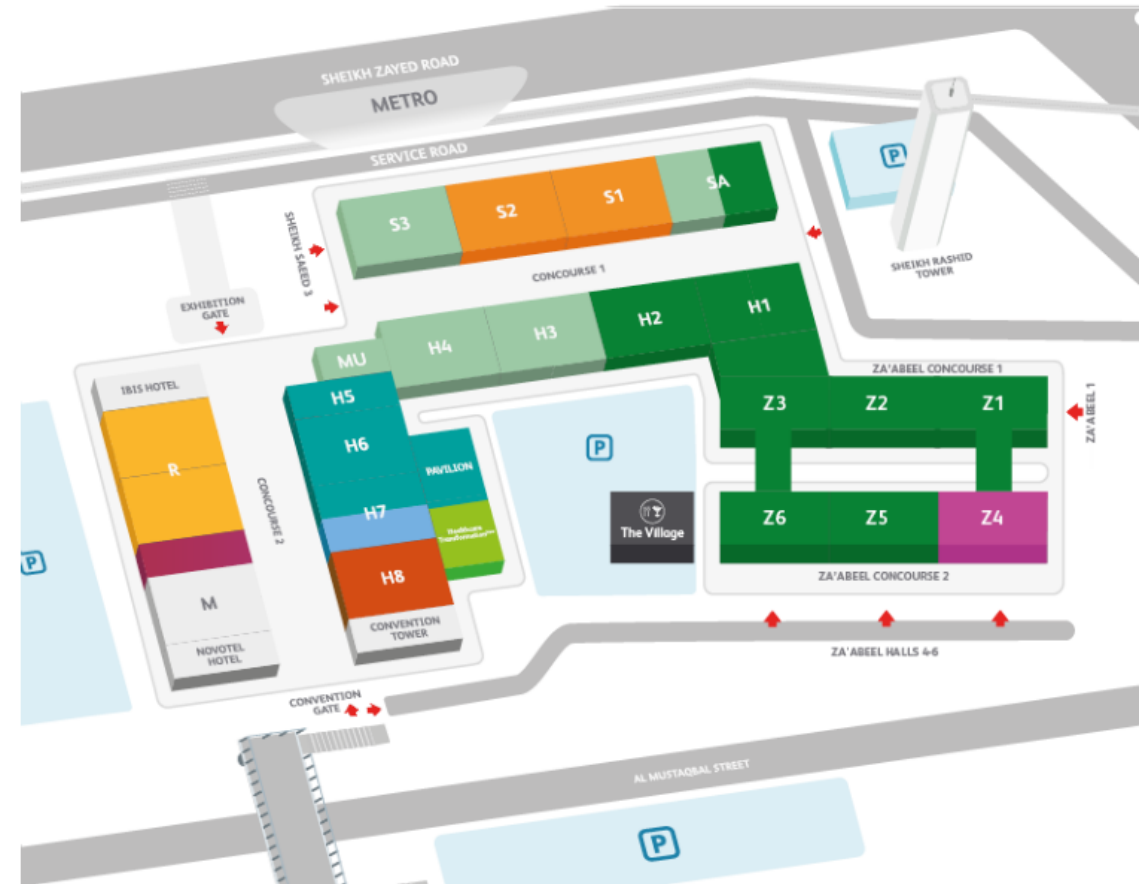 SHEIKH ZAYED ROAD
METRO
SERVICE ROAD
P
SA
S1
S2
S3
SHEIKH SAEED 3
CONCOURSE 1
SHEIKH RASHID
TOWER
EXHIBITION
GATE
H1
H2
H3
H4
MU
IBIS HOTEL
H5
ZA'ABEEL CONCOURSE 1
Z3
Z2
Z1
ZA'ABEEL 1
H6
P
R
PAVILION
CONCOURSE 2
H7
Healthcare
Transformation
The Village
Z6
Z5
Z4
P
H8
ZA'ABEEL CONCOURSE 2
M
CONVENTION
TOWER
NOVOTEL
HOTEL
ZA'ABEEL HALLS 4-6
CONVENTION
GATE
AL MUSTAQBAL STREET
P